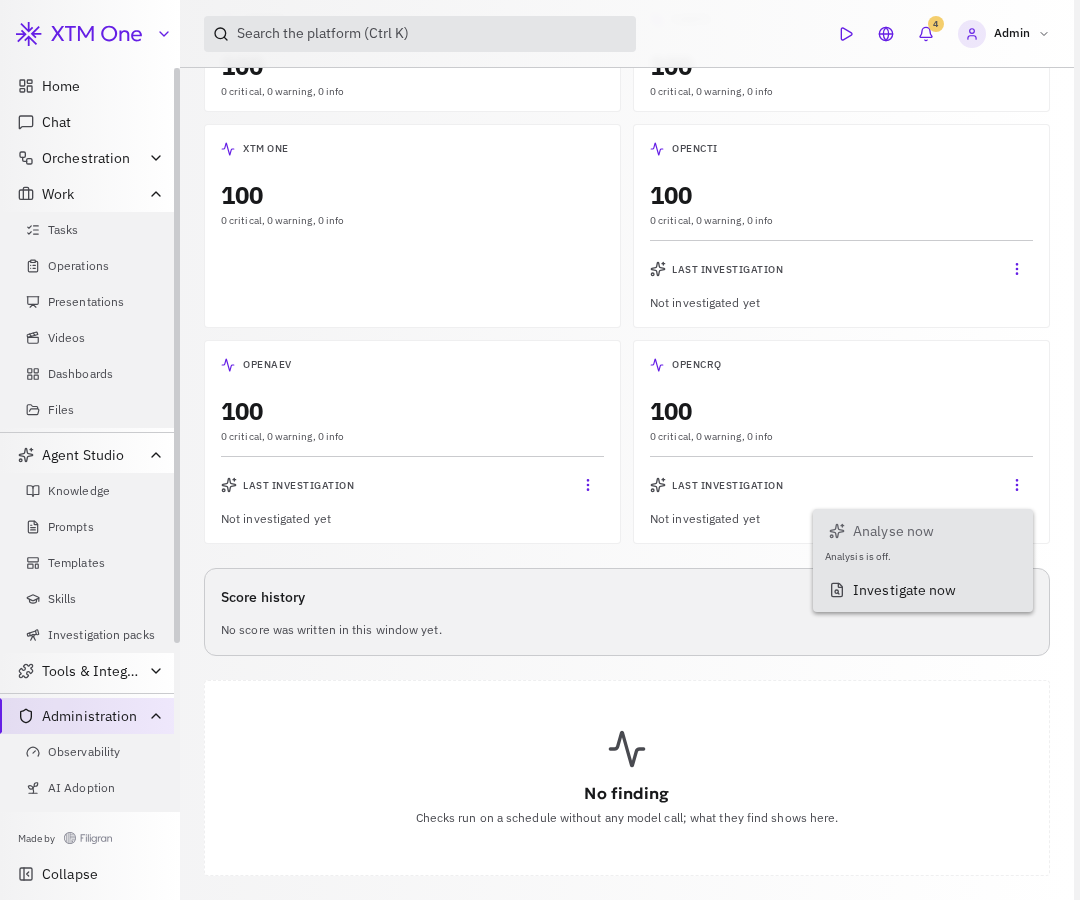 XTM One
Search the platform (Ctrl K)
4
Admin
Home
Chat
Orchestration
Work
Tasks
Operations
Presentations
Videos
Dashboards
Files
Agent Studio
Knowledge
Prompts
Templates
Skills
Investigation packs
Tools & Integ...
Administration
Observability
AI Adoption
Made by Filigran
Collapse
100
0 critical, 0 warning, 0 info
100
0 critical, 0 warning, 0 info
XTM ONE
100
0 critical, 0 warning, 0 info
OPENCTI
100
0 critical, 0 warning, 0 info
LAST INVESTIGATION
Not investigated yet
OPENAEV
100
0 critical, 0 warning, 0 info
LAST INVESTIGATION
Not investigated yet
OPENCRQ
100
0 critical, 0 warning, 0 info
LAST INVESTIGATION
Not investigated yet
Analyse now
Analysis is off.
Investigate now
Score history
No score was written in this window yet.
No finding
Checks run on a schedule without any model call; what they find shows here.